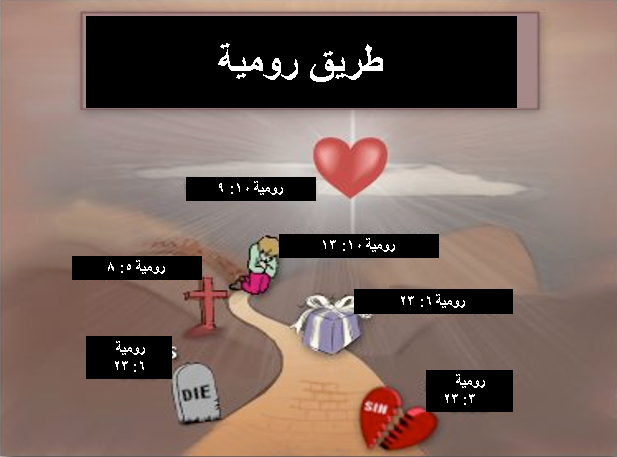 طريق رومية
رومية ١٠: ٩
رومية ١٠: ١٣
رومية ٥: ٨
رومية ٦: ٢٣
رومية
٦: ٢٣
S
DIE
رومية
٣: ٢٣
SIN